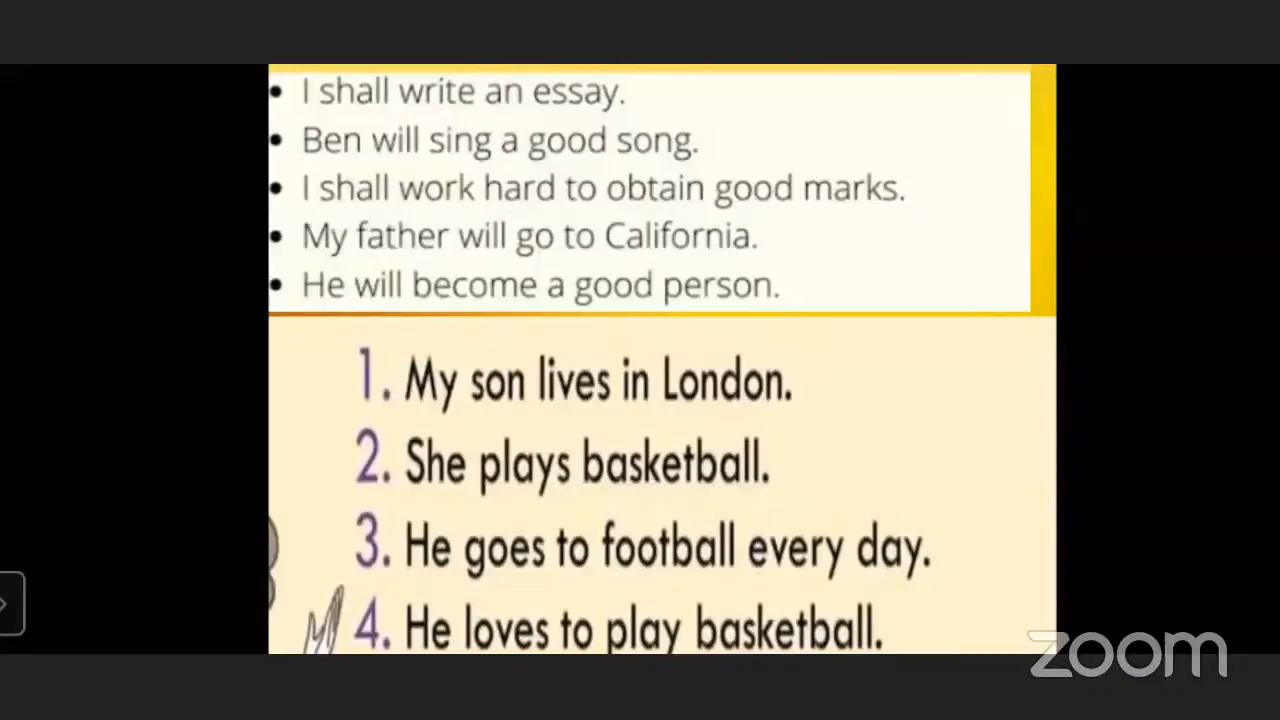 • I shall write an essay.
• Ben will sing a good song.
• I shall work hard to obtain good marks.
• My father will go to California.
• He will become a good person.
1. My son lives in London.
2. She plays basketball.
3. He goes to football every day.
4. He loves to play basketball.
zoom